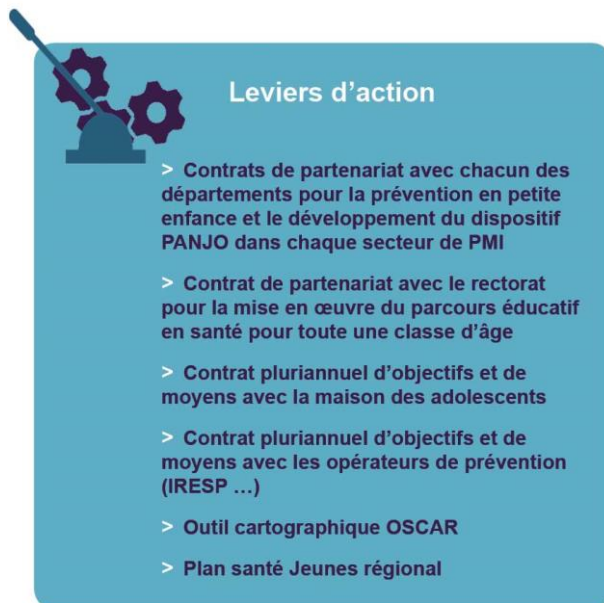 Leviers d’action
> Contrats de partenariat avec chacun des
départements pour la prévention en petite
enfance et le développement du dispositif
PANJO dans chaque secteur de PMI
> Contrat de partenariat avec le rectorat
pour la mise en œuvre du parcours éducatif
en santé pour toute une classe d’âge
> Contrat pluriannuel d’objectifs et de
moyens avec la maison des adolescents
> Contrat pluriannuel d’objectifs et de
moyens avec les opérateurs de prévention
(IRESP …)
> Outil cartographique OSCAR
> Plan santé Jeunes régional